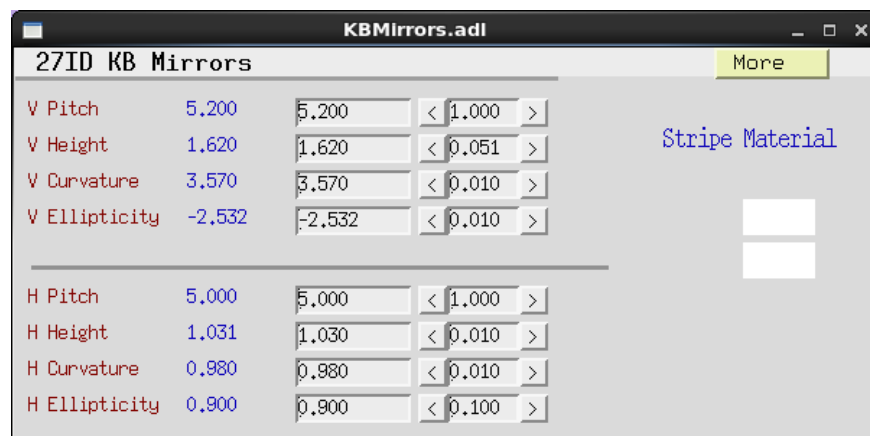 KBMirrors.adl
27ID KB Mirrors More
V Pitch 5.200 5.200 < 1.000 >
V Height 1.620 1.620 < 0.051 >
Stripe Material
V Curvature 3.570 3.570 < 0.010 >
V Ellipticity -2.532 -2.532 < 0.010 >
H Pitch 5.000 5.000 < 1.000 >
H Height 1.031 1.030 < 0.010 >
H Curvature 0.980 0.980 < 0.010 >
H Ellipticity 0.900 0.900 < 0.100 >